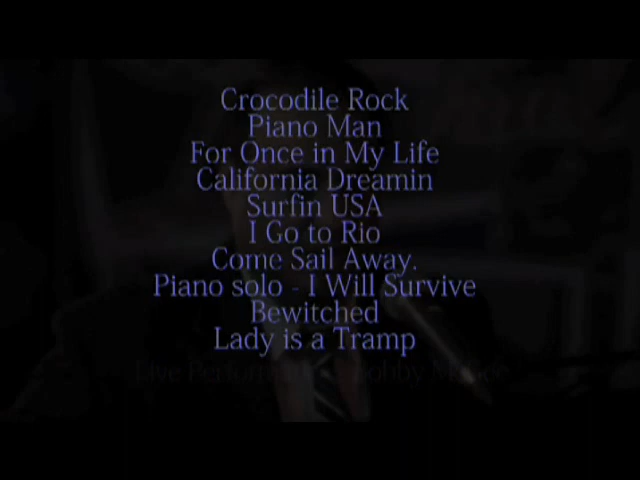 Crocodile Rock
Piano Man
For Once in My Life
California Dreamin
Surfin USA
I Go to Rio
Come Sail Away.
Piano solo - I Will Survive
Bewitched
Lady is a Tramp
Live